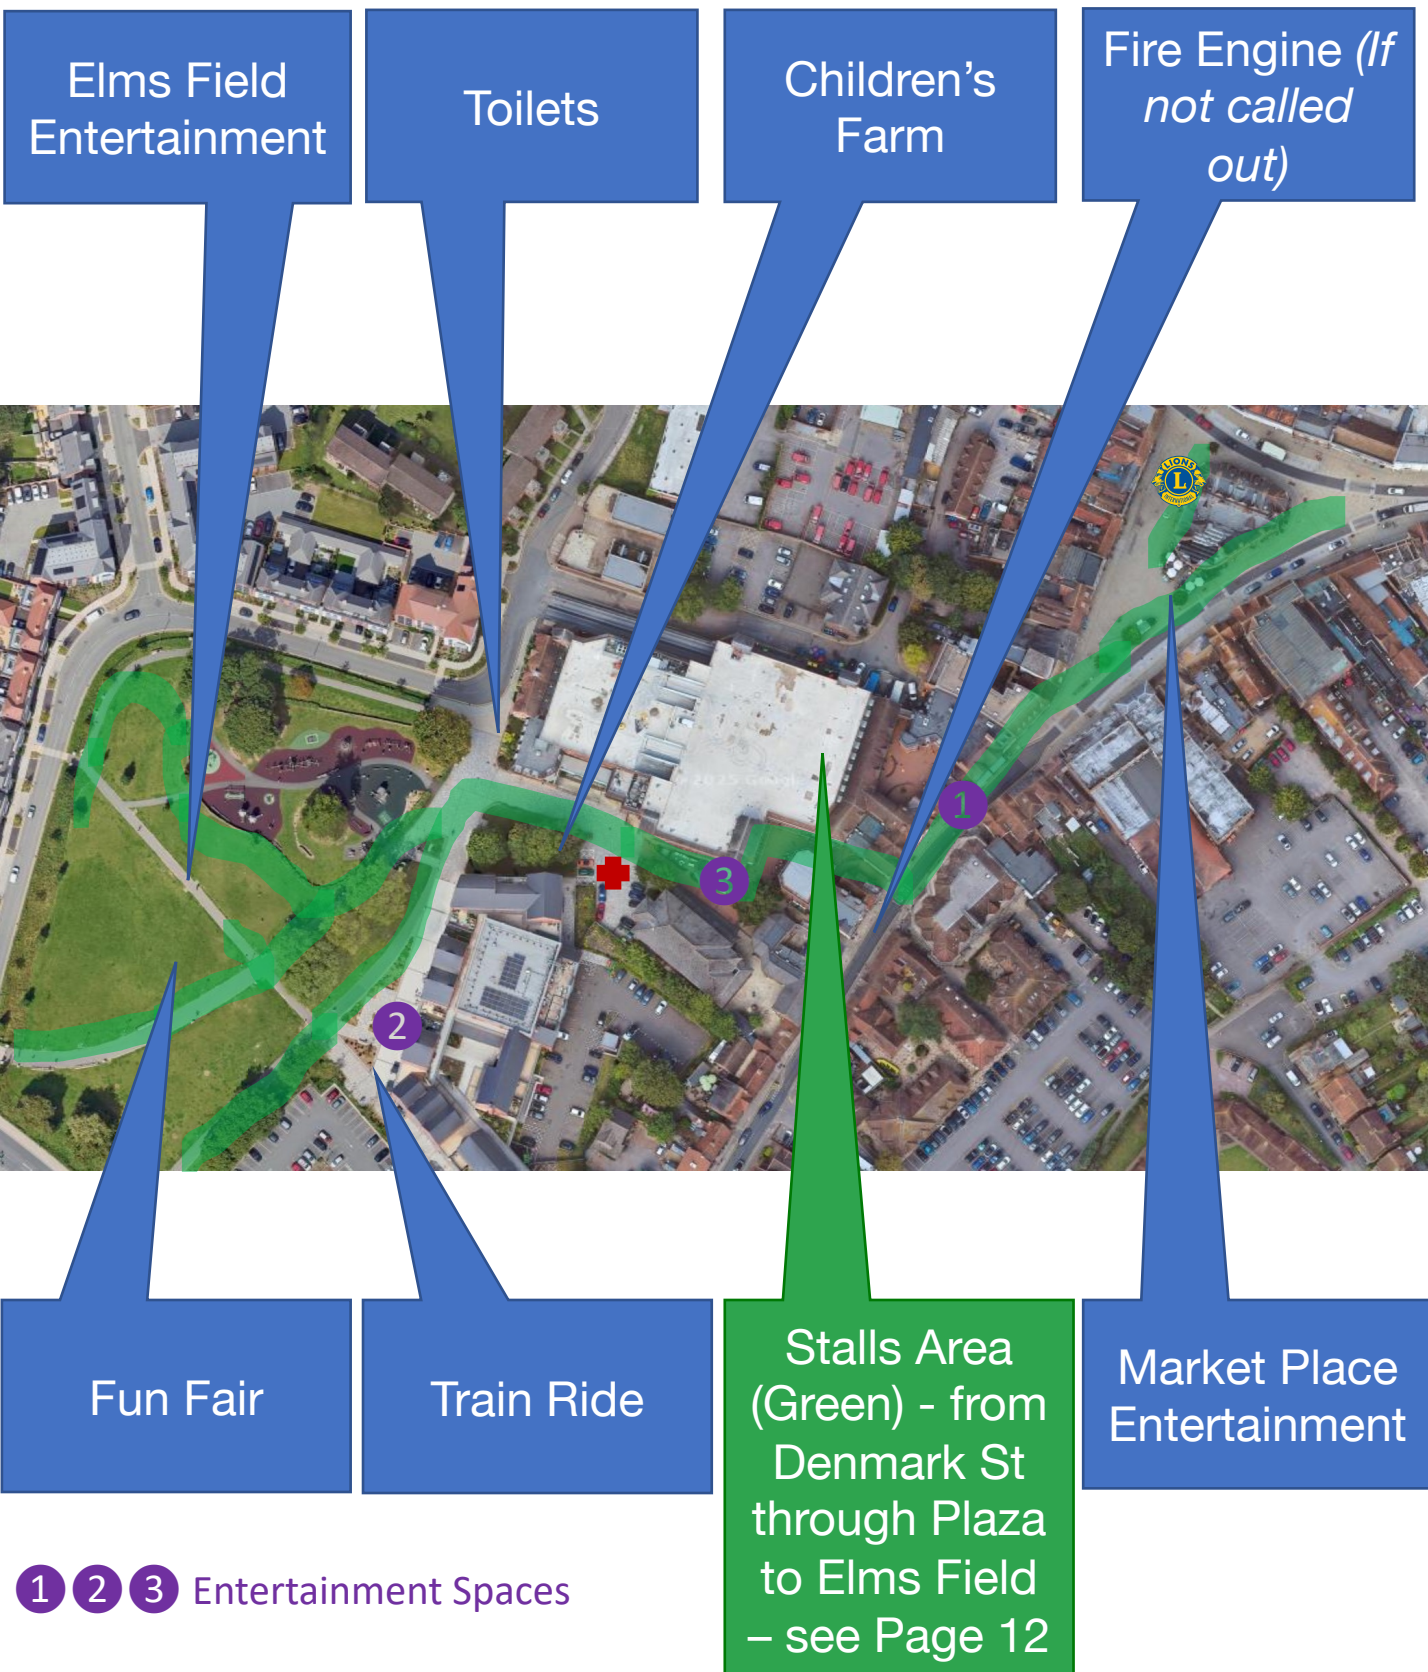 Elms Field
Entertainment
Toilets
Children’s
Farm
Fire Engine (If
not called
out)
LIONS
L
INTERNATIONAL
1
3
2
Fun Fair
Train Ride
Stalls Area
(Green) - from
Denmark St
through Plaza
to Elms Field
– see Page 12
Market Place
Entertainment
1 2 3 Entertainment Spaces